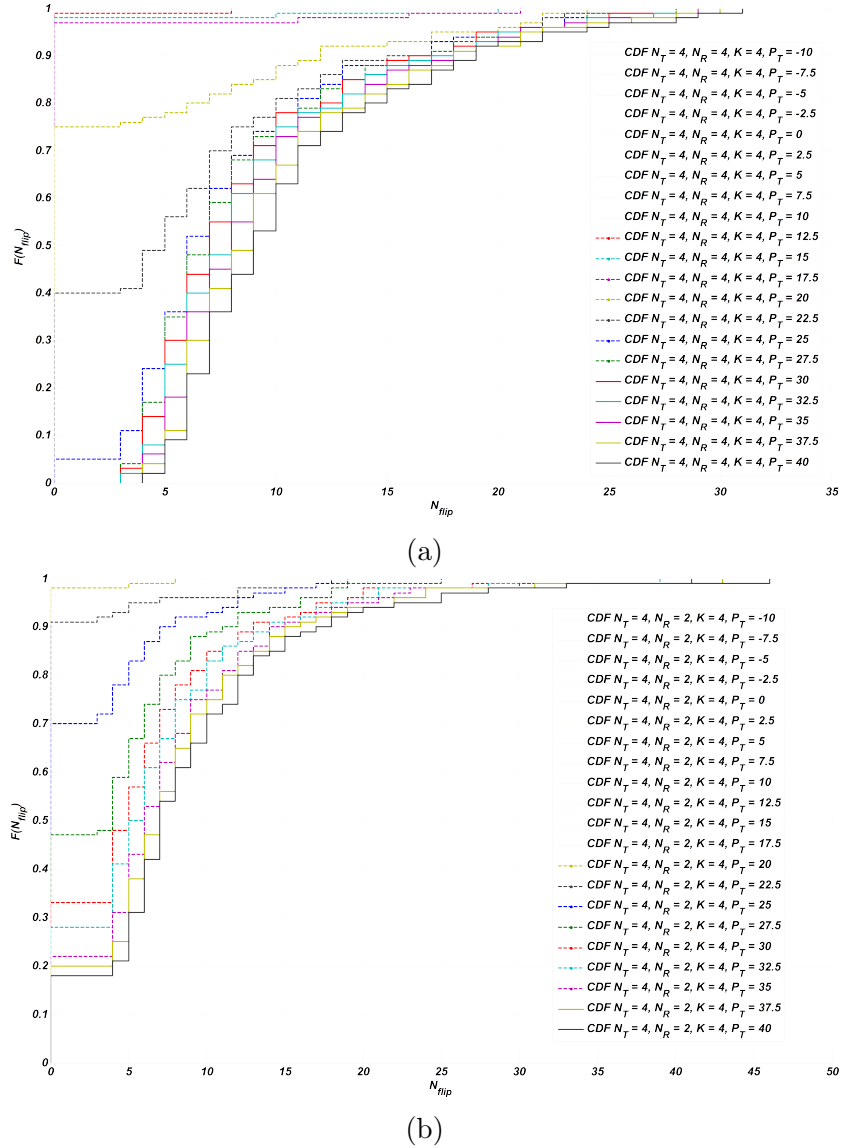 1
0.9
0.8
0.7
0.6
0.5
0.4
0.3
0.2
0.1
0
F(N_flip)
0 5 10 15 20 25 30 35
N_flip
CDF N_T = 4, N_R = 4, K = 4, P_T = -10
CDF N_T = 4, N_R = 4, K = 4, P_T = -7.5
CDF N_T = 4, N_R = 4, K = 4, P_T = -5
CDF N_T = 4, N_R = 4, K = 4, P_T = -2.5
CDF N_T = 4, N_R = 4, K = 4, P_T = 0
CDF N_T = 4, N_R = 4, K = 4, P_T = 2.5
CDF N_T = 4, N_R = 4, K = 4, P_T = 5
CDF N_T = 4, N_R = 4, K = 4, P_T = 7.5
CDF N_T = 4, N_R = 4, K = 4, P_T = 10
CDF N_T = 4, N_R = 4, K = 4, P_T = 12.5
CDF N_T = 4, N_R = 4, K = 4, P_T = 15
CDF N_T = 4, N_R = 4, K = 4, P_T = 17.5
CDF N_T = 4, N_R = 4, K = 4, P_T = 20
CDF N_T = 4, N_R = 4, K = 4, P_T = 22.5
CDF N_T = 4, N_R = 4, K = 4, P_T = 25
CDF N_T = 4, N_R = 4, K = 4, P_T = 27.5
CDF N_T = 4, N_R = 4, K = 4, P_T = 30
CDF N_T = 4, N_R = 4, K = 4, P_T = 32.5
CDF N_T = 4, N_R = 4, K = 4, P_T = 35
CDF N_T = 4, N_R = 4, K = 4, P_T = 37.5
CDF N_T = 4, N_R = 4, K = 4, P_T = 40
(a)
1
0.9
0.8
0.7
0.6
0.5
0.4
0.3
0.2
0.1
0
F(N_flip)
0 5 10 15 20 25 30 35 40 45 50
N_flip
CDF N_T = 4, N_R = 2, K = 4, P_T = -10
CDF N_T = 4, N_R = 2, K = 4, P_T = -7.5
CDF N_T = 4, N_R = 2, K = 4, P_T = -5
CDF N_T = 4, N_R = 2, K = 4, P_T = -2.5
CDF N_T = 4, N_R = 2, K = 4, P_T = 0
CDF N_T = 4, N_R = 2, K = 4, P_T = 2.5
CDF N_T = 4, N_R = 2, K = 4, P_T = 5
CDF N_T = 4, N_R = 2, K = 4, P_T = 7.5
CDF N_T = 4, N_R = 2, K = 4, P_T = 10
CDF N_T = 4, N_R = 2, K = 4, P_T = 12.5
CDF N_T = 4, N_R = 2, K = 4, P_T = 15
CDF N_T = 4, N_R = 2, K = 4, P_T = 17.5
CDF N_T = 4, N_R = 2, K = 4, P_T = 20
CDF N_T = 4, N_R = 2, K = 4, P_T = 22.5
CDF N_T = 4, N_R = 2, K = 4, P_T = 25
CDF N_T = 4, N_R = 2, K = 4, P_T = 27.5
CDF N_T = 4, N_R = 2, K = 4, P_T = 30
CDF N_T = 4, N_R = 2, K = 4, P_T = 32.5
CDF N_T = 4, N_R = 2, K = 4, P_T = 35
CDF N_T = 4, N_R = 2, K = 4, P_T = 37.5
CDF N_T = 4, N_R = 2, K = 4, P_T = 40
(b)